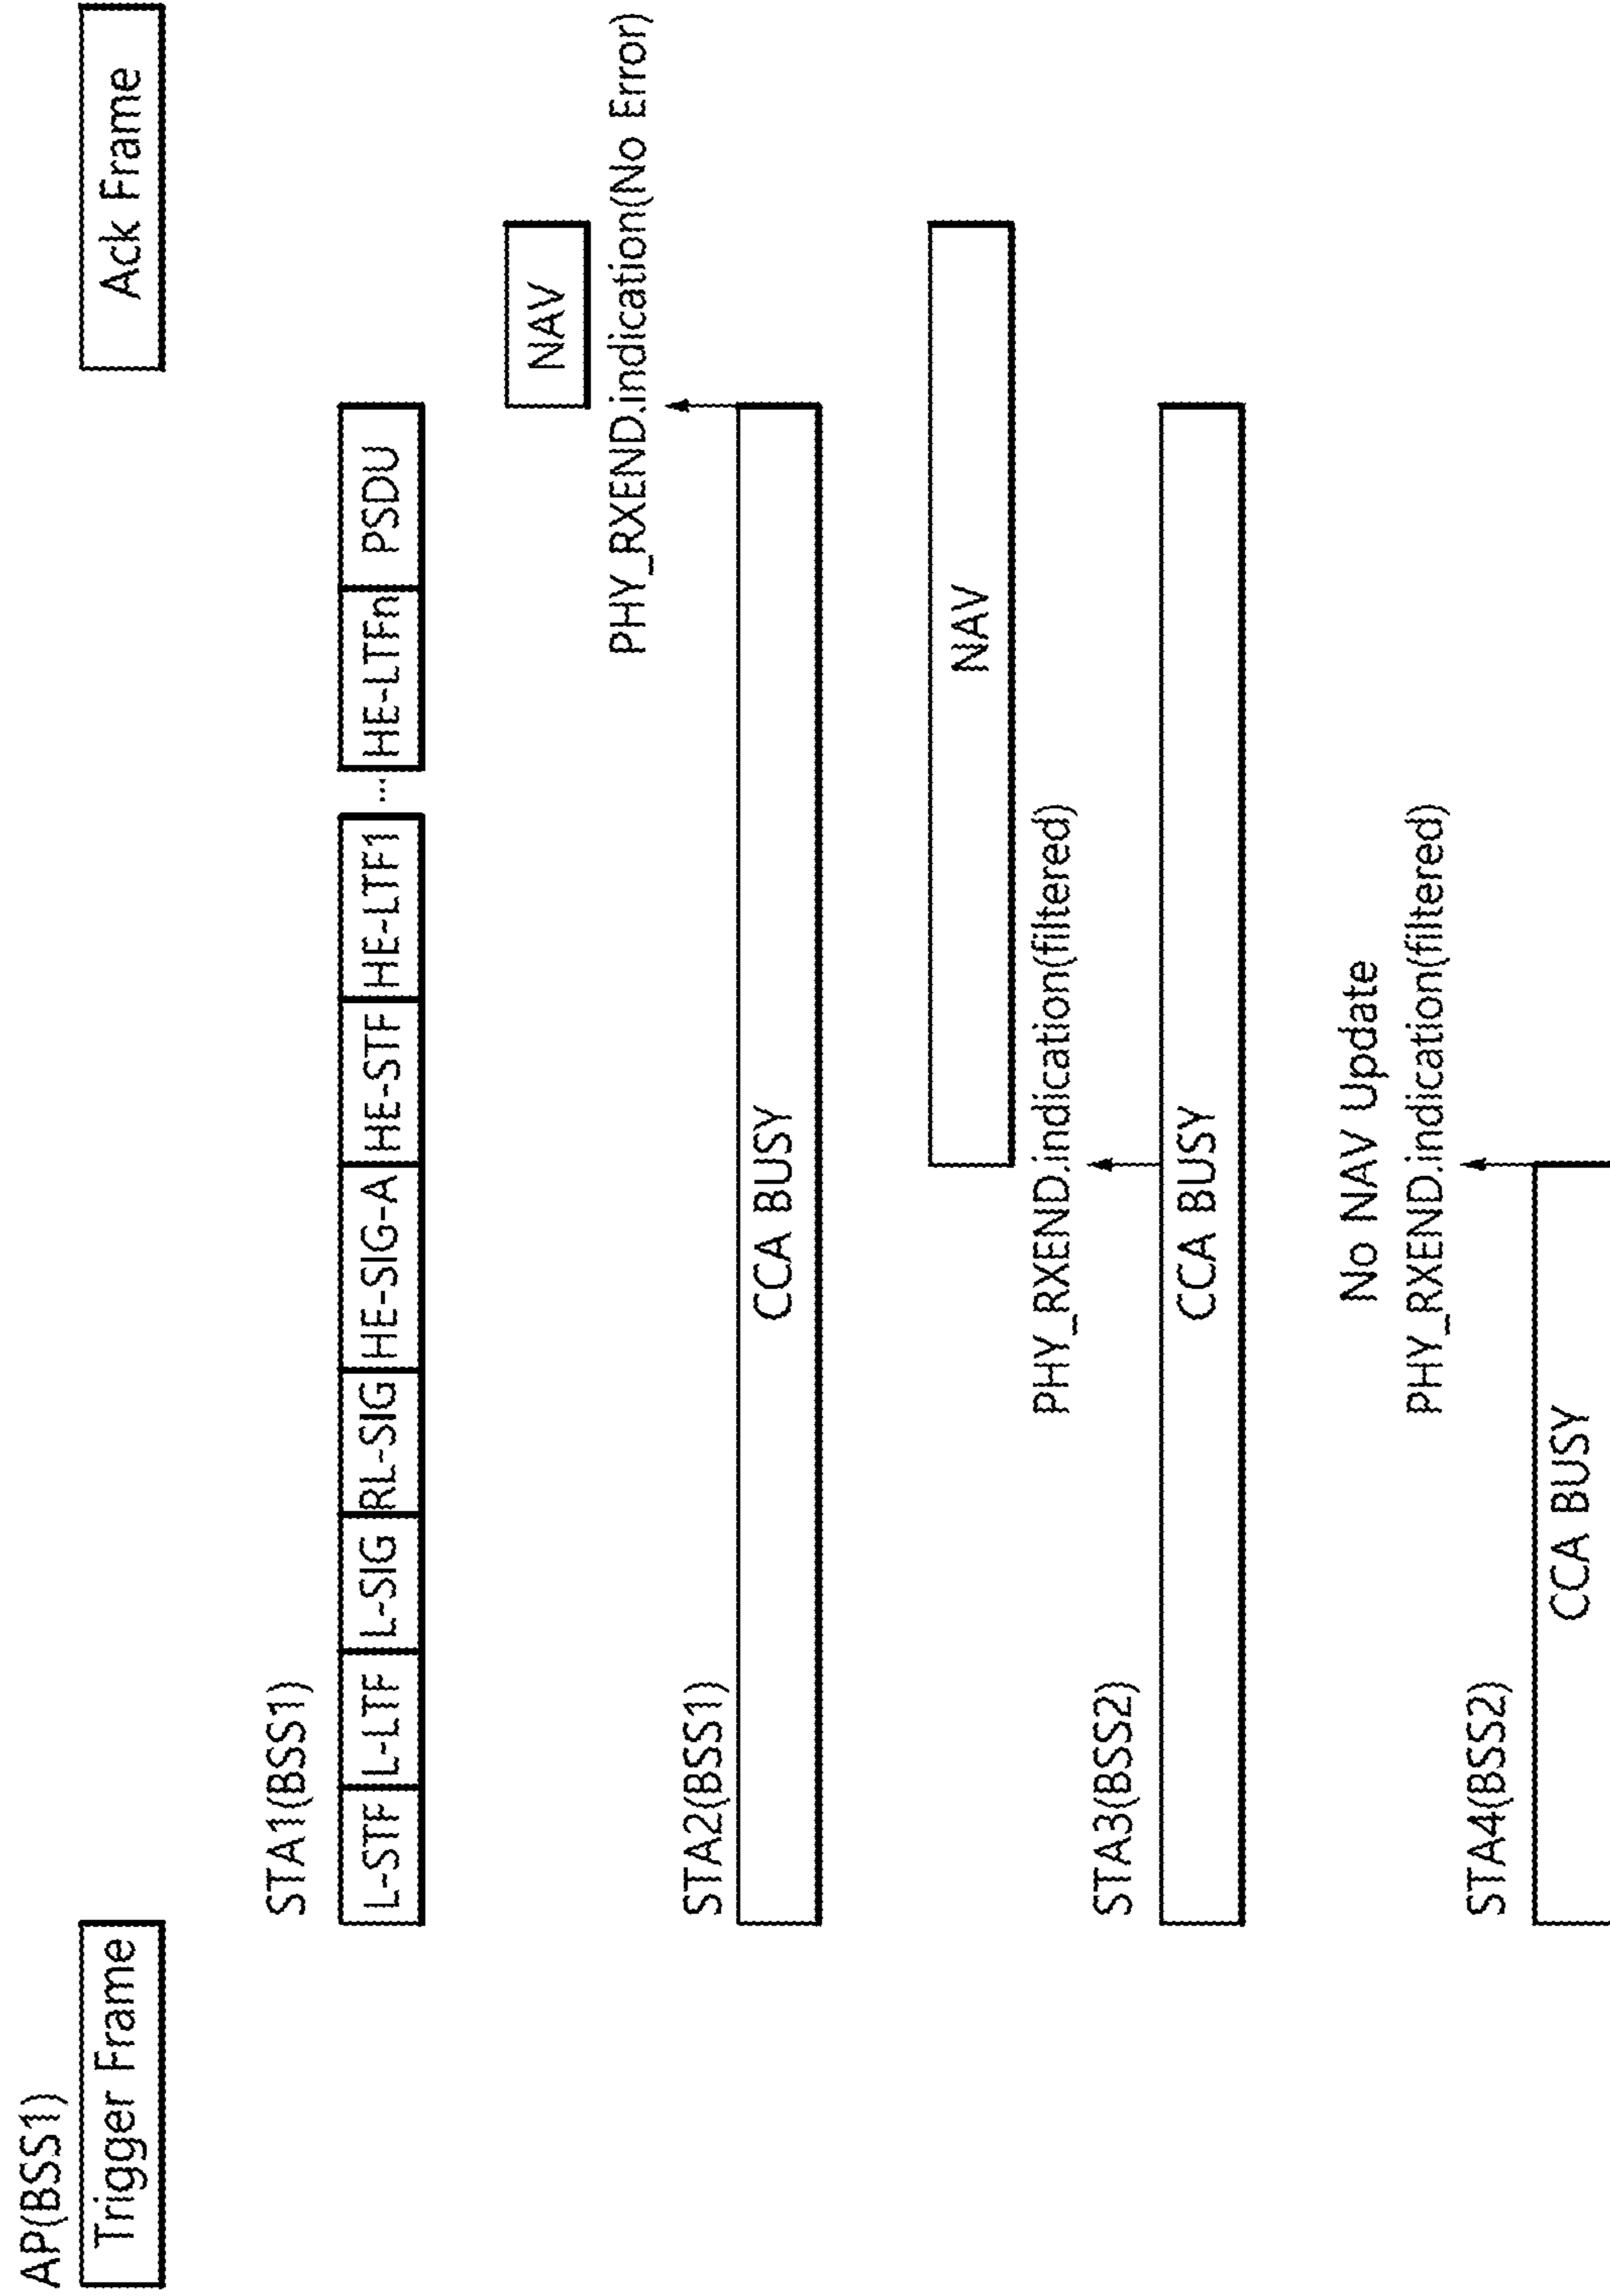 AP(BSS1)
Trigger Frame
Ack Frame
STA1(BSS1)
L-STF L-LTF L-SIG RL-SIG HE-SIG-A HE-STF HE-LTF1 ... HE-LTFn PSDU
NAV
PHY_RXEND.indication(No Error)
STA2(BSS1)
CCA BUSY
NAV
PHY_RXEND.indication(filtered)
STA3(BSS2)
CCA BUSY
No NAV Update
PHY_RXEND.indication(filtered)
STA4(BSS2)
CCA BUSY